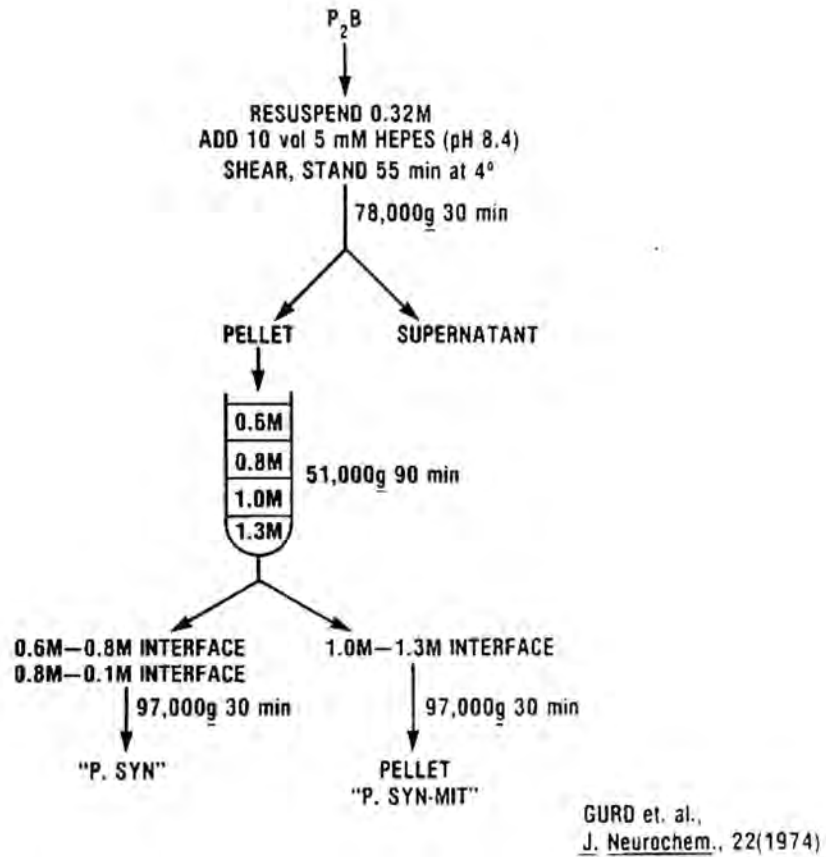 P₂B
RESUSPEND 0.32M
ADD 10 vol 5 mM HEPES (pH 8.4)
SHEAR, STAND 55 min at 4°
78,000g 30 min
PELLET
SUPERNATANT
0.6M
0.8M
1.0M
1.3M
51,000g 90 min
0.6M–0.8M INTERFACE
0.8M–0.1M INTERFACE
1.0M–1.3M INTERFACE
97,000g 30 min
97,000g 30 min
"P. SYN"
PELLET
"P. SYN-MIT"
GURD et. al.,
J. Neurochem., 22(1974)